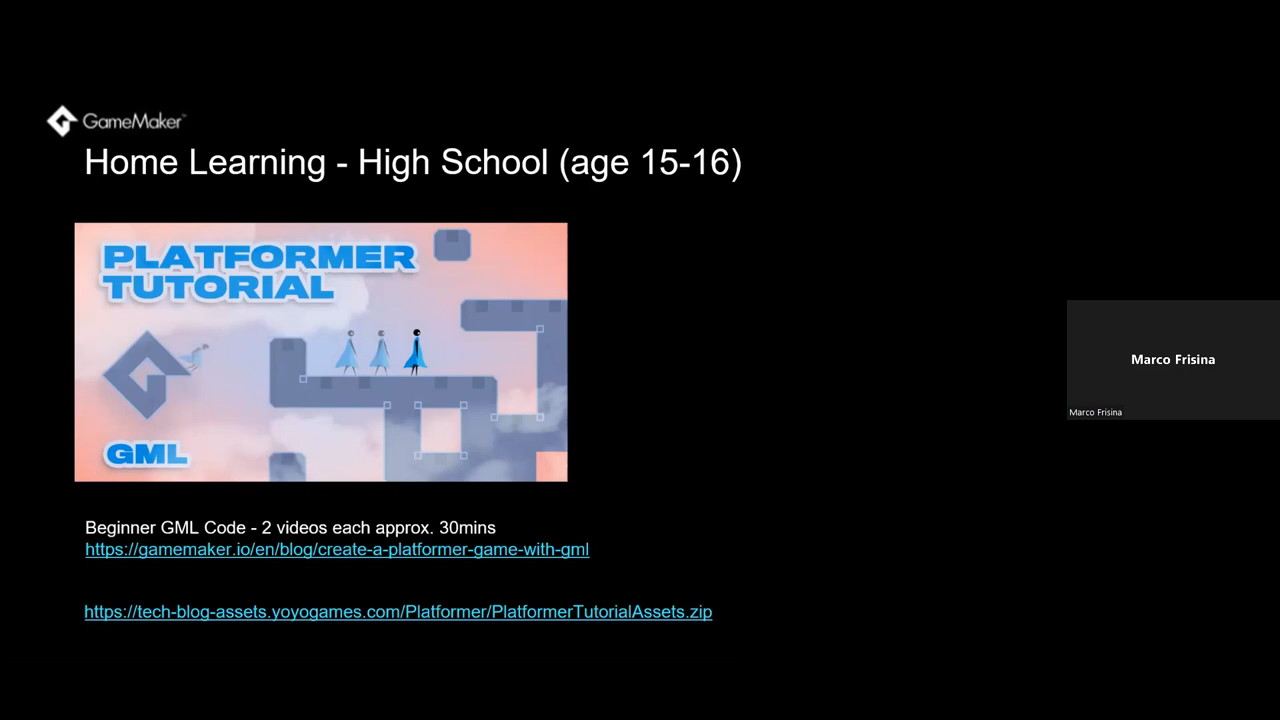 GameMaker™
Home Learning - High School (age 15-16)
PLATFORMER
TUTORIAL
GML
Beginner GML Code - 2 videos each approx. 30mins
https://gamemaker.io/en/blog/create-a-platformer-game-with-gml
https://tech-blog-assets.yoyogames.com/Platformer/PlatformerTutorialAssets.zip
Marco Frisina
Marco Frisina